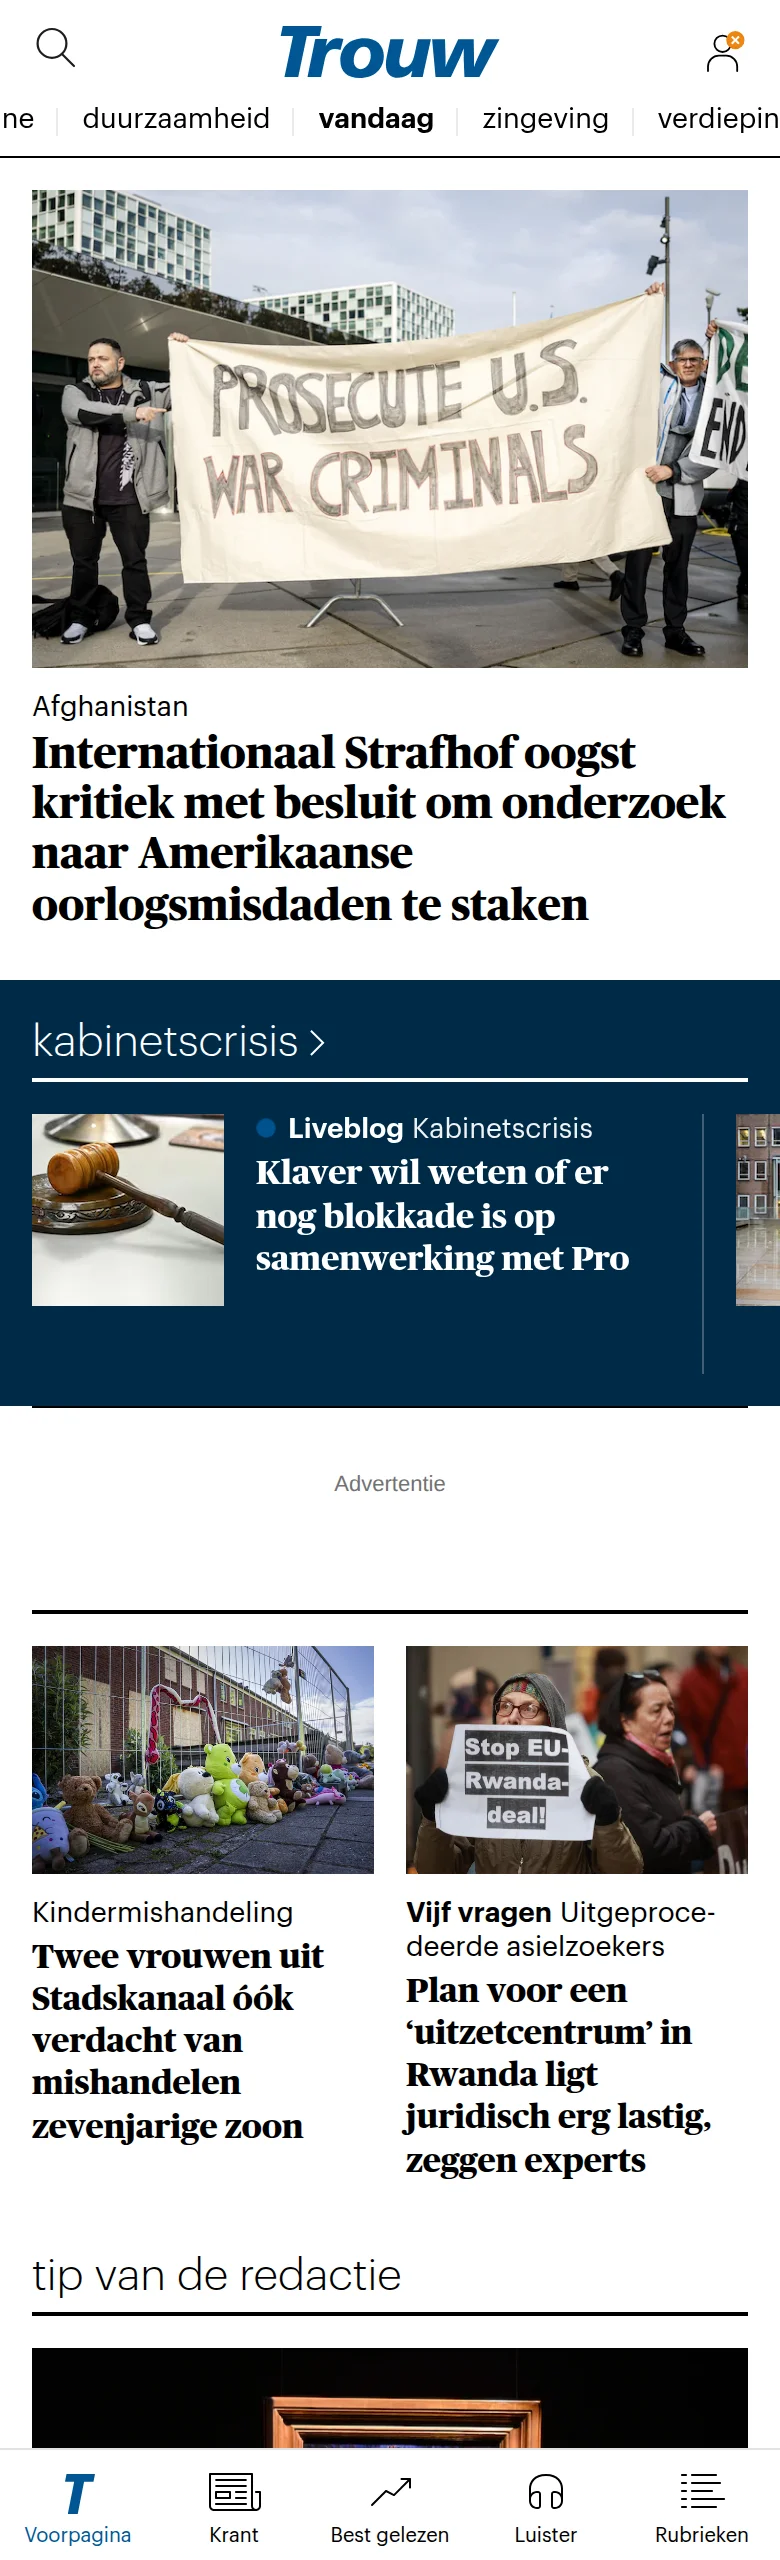 Trouw
ne duurzaamheid vandaag zingeving verdiepin
PROSECUTE U.S.
WAR CRIMINALS
END
Afghanistan
Internationaal Strafhof oogst
kritiek met besluit om onderzoek
naar Amerikaanse
oorlogsmisdaden te staken
kabinetscrisis
Liveblog Kabinetscrisis
Klaver wil weten of er
nog blokkade is op
samenwerking met Pro
Advertentie
Stop EU-
Rwanda-
deal!
Kindermishandeling
Twee vrouwen uit
Stadskanaal óók
verdacht van
mishandelen
zevenjarige zoon
Vijf vragen Uitgeproce-
deerde asielzoekers
Plan voor een
‘uitzetcentrum’ in
Rwanda ligt
juridisch erg lastig,
zeggen experts
tip van de redactie
T
Voorpagina Krant Best gelezen Luister Rubrieken